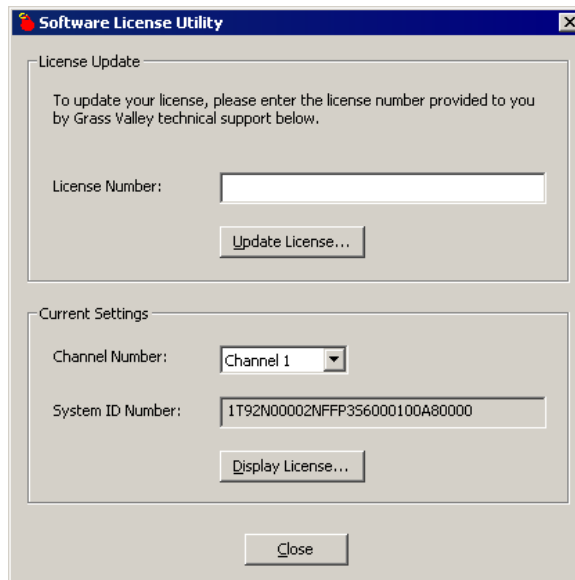 Software License Utility
License Update
To update your license, please enter the license number provided to you
by Grass Valley technical support below.
License Number:
Update License...
Current Settings
Channel Number:
Channel 1
System ID Number:
1T92N00002NFFP3S6000100A80000
Display License...
Close